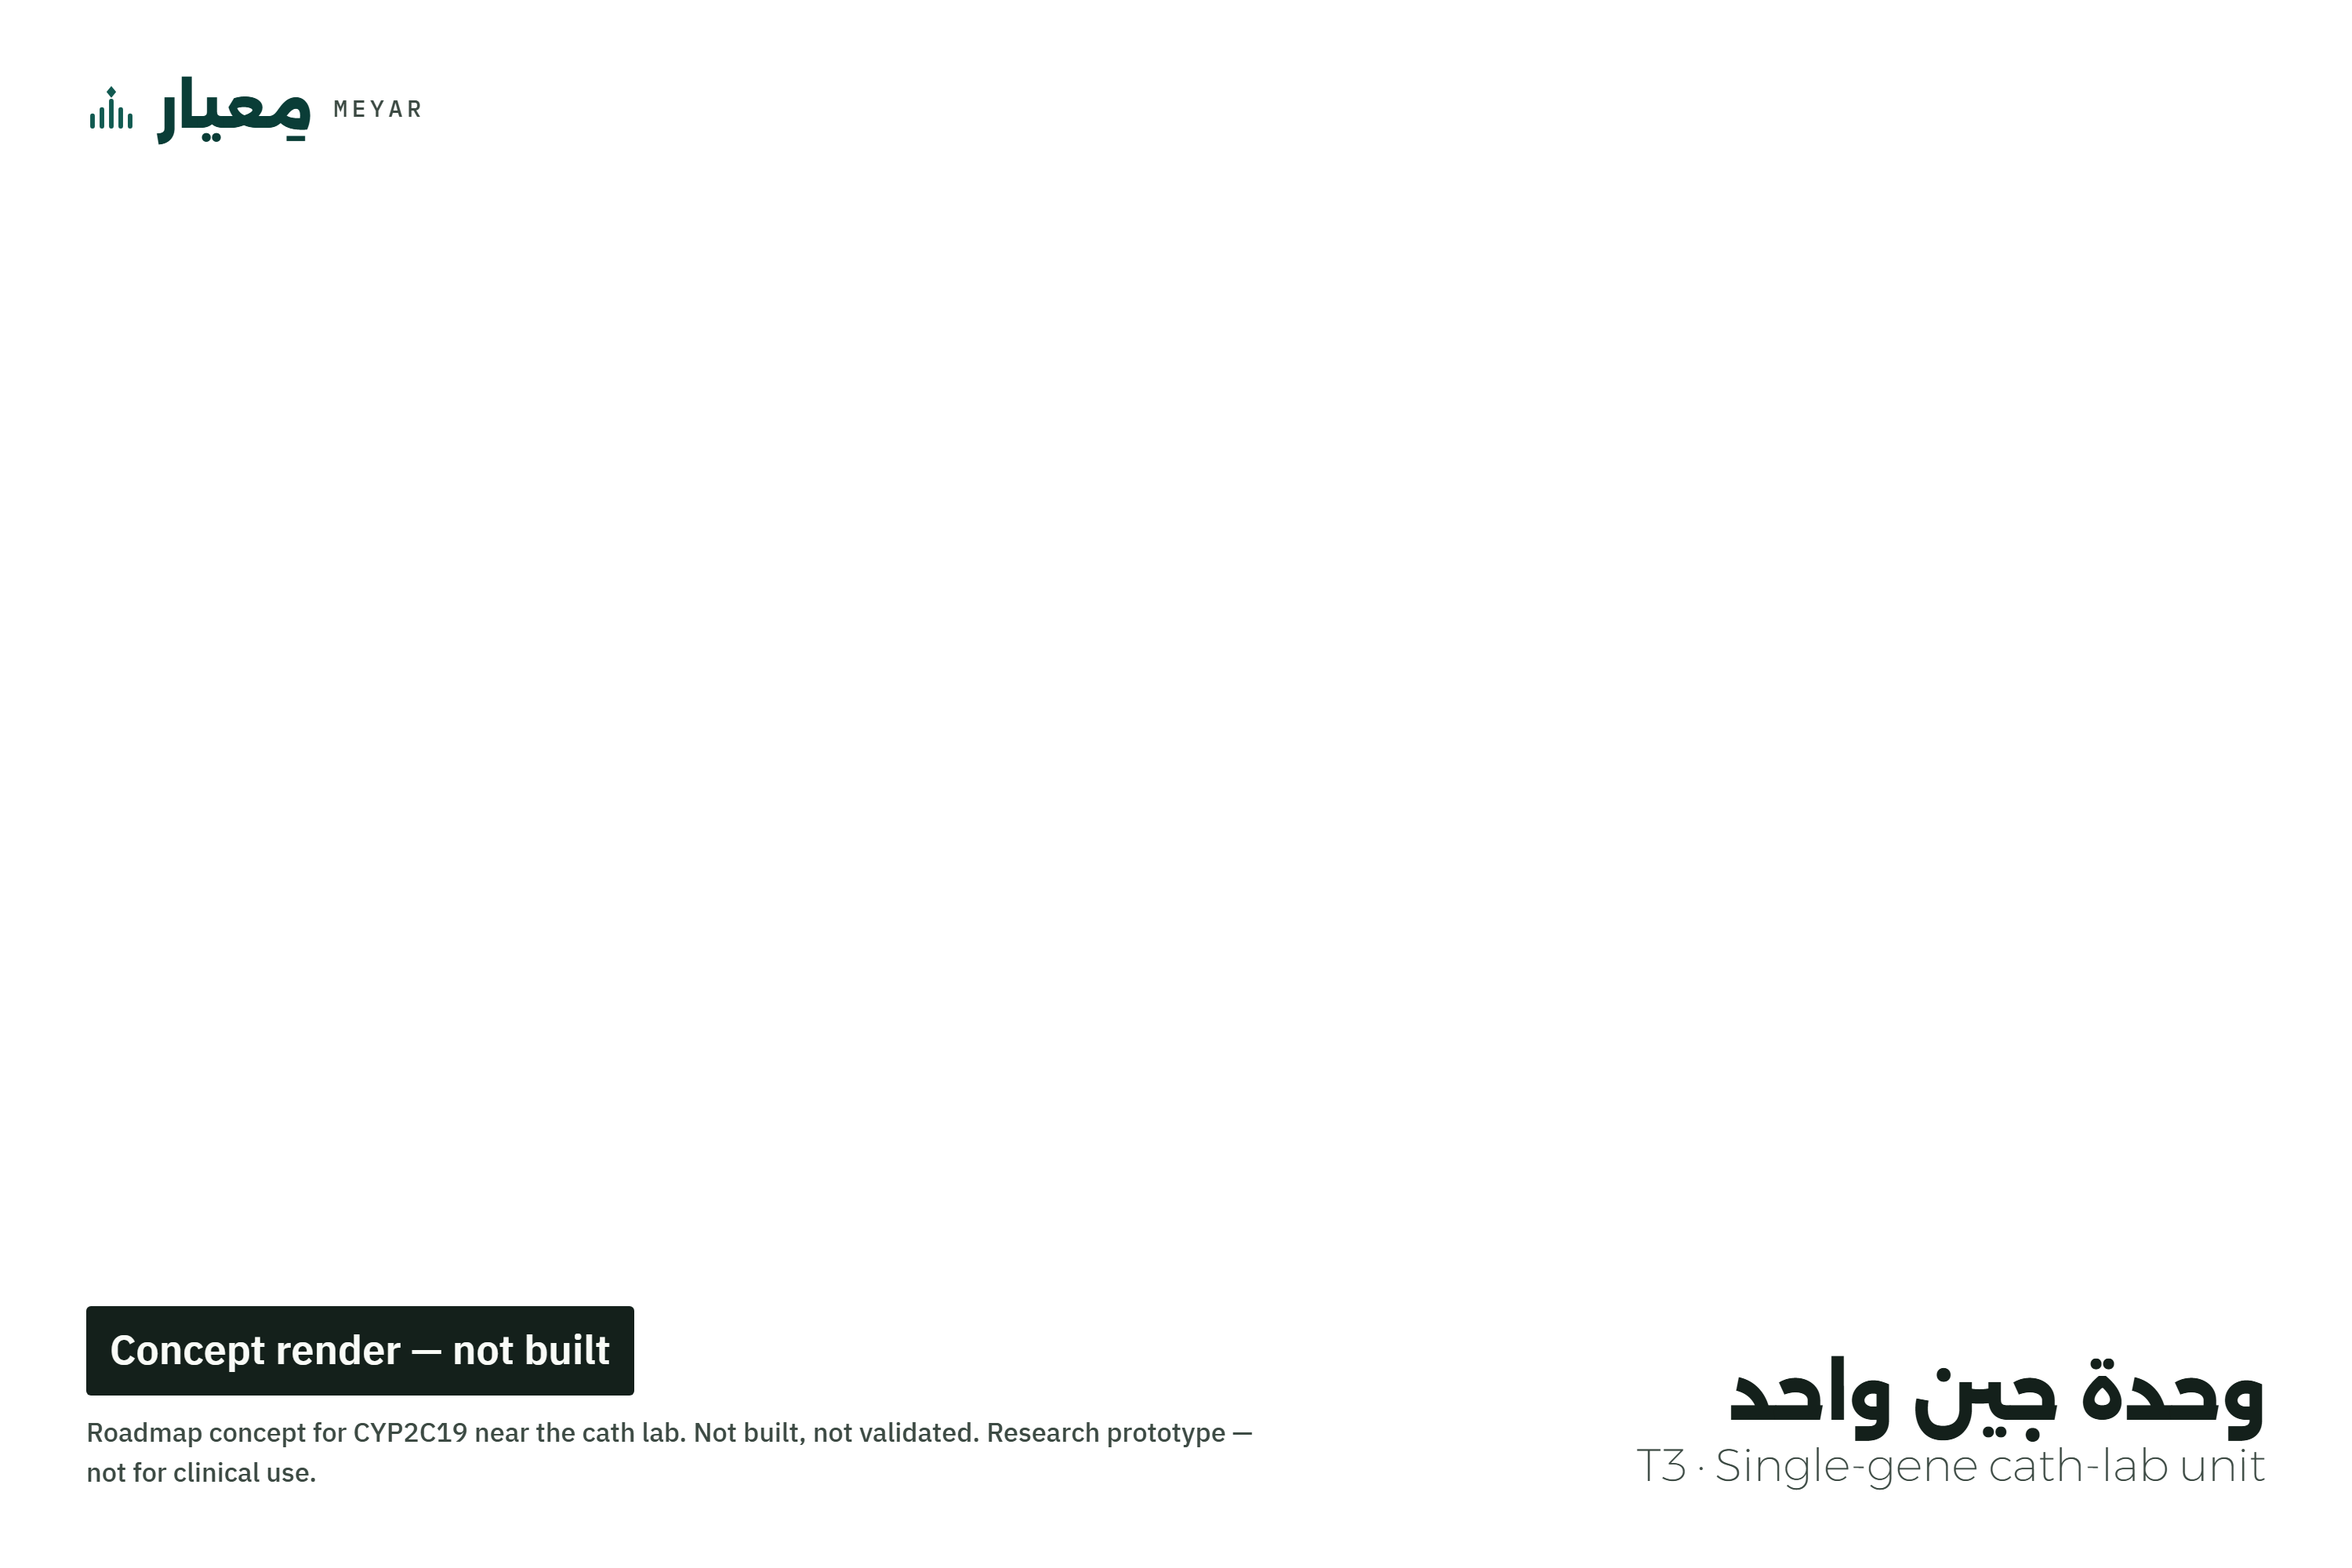 مِعيار MEYAR
Concept render — not built
Roadmap concept for CYP2C19 near the cath lab. Not built, not validated. Research prototype —
not for clinical use.
وحدة جين واحد
T3 · Single-gene cath-lab unit